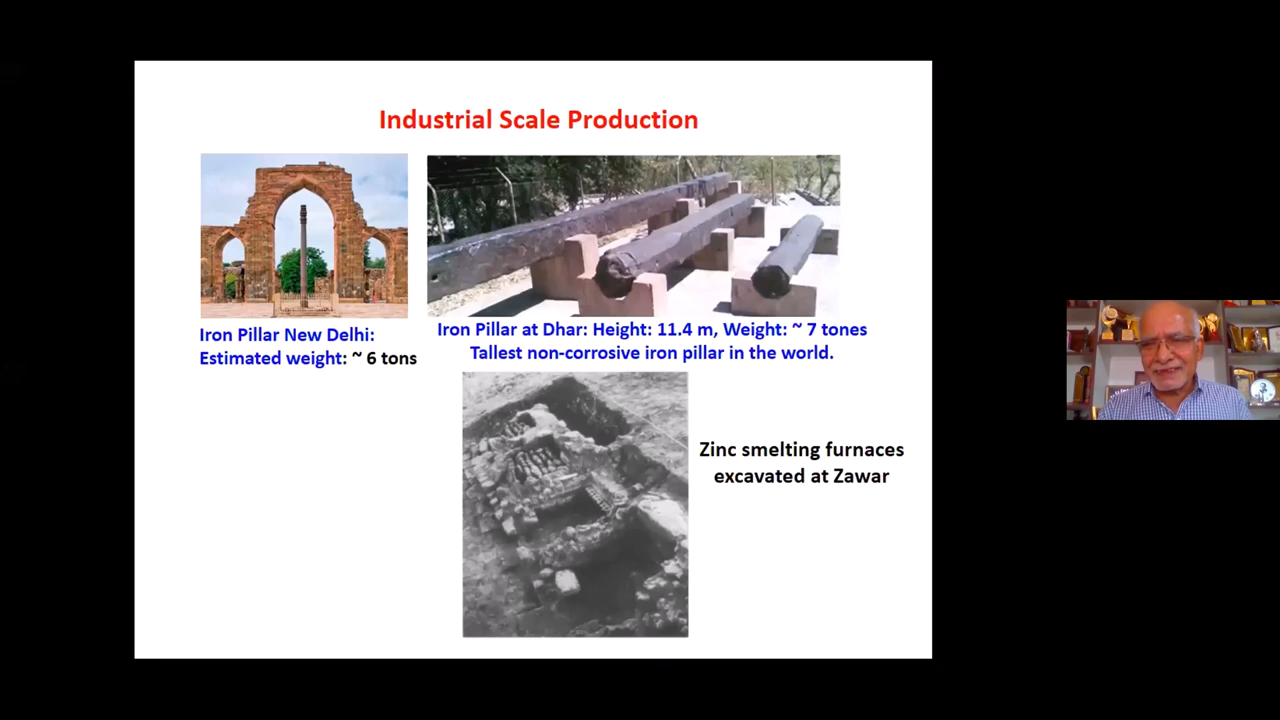 Industrial Scale Production
Iron Pillar New Delhi:
Estimated weight: ~ 6 tons
Iron Pillar at Dhar: Height: 11.4 m, Weight: ~ 7 tones
Tallest non-corrosive iron pillar in the world.
Zinc smelting furnaces
excavated at Zawar